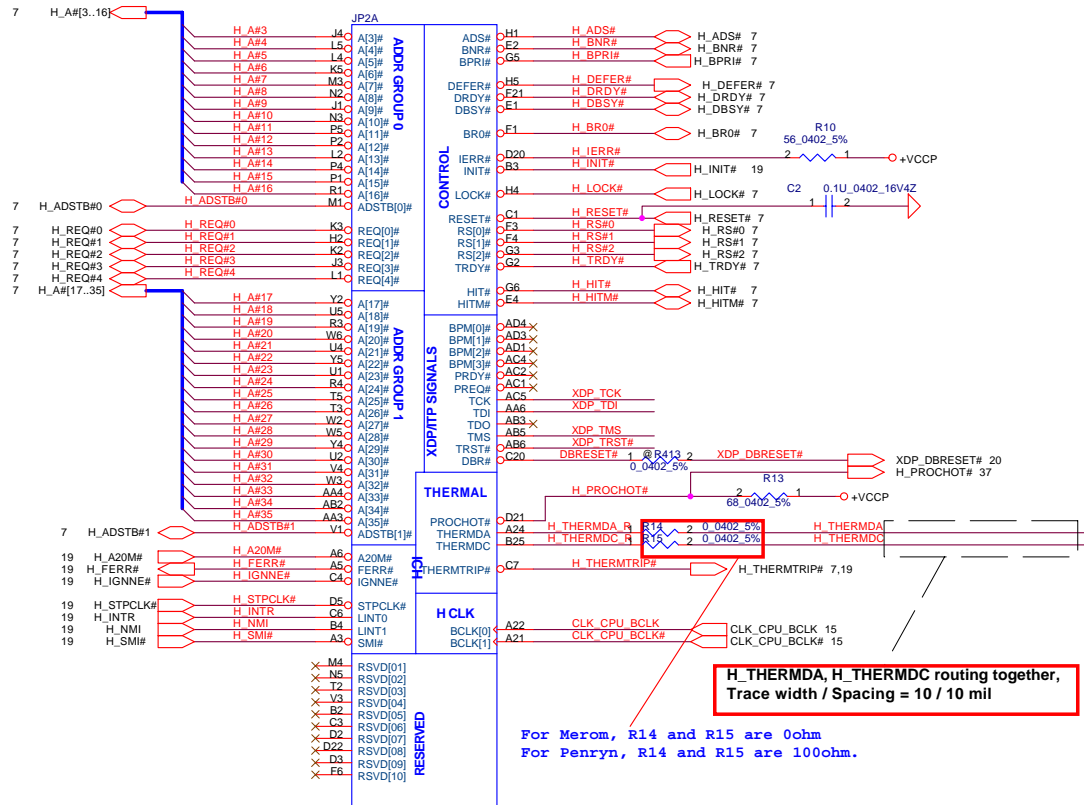 7 H_A#[3..16]
JP2A
H_A#3 J4 A[3]# ADS# H1 H_ADS# H_ADS# 7
H_A#4 L5 A[4]# BNR# E2 H_BNR# H_BNR# 7
H_A#5 L4 A[5]# BPRI# G5 H_BPRI# H_BPRI# 7
H_A#6 K5 A[6]#
H_A#7 M3 A[7]# DEFER# H5 H_DEFER# H_DEFER# 7
H_A#8 N2 A[8]# DRDY# F21 H_DRDY# H_DRDY# 7
H_A#9 J1 A[9]# DBSY# E1 H_DBSY# H_DBSY# 7
H_A#10 N3 A[10]#
H_A#11 P5 A[11]# BR0# F1 H_BR0# H_BR0# 7
H_A#12 P2 A[12]#
H_A#13 L2 A[13]# IERR# D20 H_IERR# 2 R10 56_0402_5% 1 +VCCP
H_A#14 P4 A[14]# INIT# B3 H_INIT# H_INIT# 19
H_A#15 P1 A[15]#
H_A#16 R1 A[16]# LOCK# H4 H_LOCK# H_LOCK# 7
7 H_ADSTB#0 H_ADSTB#0 M1 ADSTB[0]#
C2 0.1U_0402_16V4Z 1 2
ADDR GROUP 0
CONTROL
RESET# C1 H_RESET# H_RESET# 7
7 H_REQ#0 H_REQ#0 K3 REQ[0]# RS[0]# F3 H_RS#0 H_RS#0 7
7 H_REQ#1 H_REQ#1 H2 REQ[1]# RS[1]# F4 H_RS#1 H_RS#1 7
7 H_REQ#2 H_REQ#2 K2 REQ[2]# RS[2]# G3 H_RS#2 H_RS#2 7
7 H_REQ#3 H_REQ#3 J3 REQ[3]# TRDY# G2 H_TRDY# H_TRDY# 7
7 H_REQ#4 H_REQ#4 L1 REQ[4]#
7 H_A#[17..35]
HIT# G6 H_HIT# H_HIT# 7
HITM# E4 H_HITM# H_HITM# 7
H_A#17 Y2 A[17]#
H_A#18 U5 A[18]#
H_A#19 R3 A[19]# BPM[0]# AD4
H_A#20 W6 A[20]# BPM[1]# AD3
H_A#21 U4 A[21]# BPM[2]# AD1
H_A#22 Y5 A[22]# BPM[3]# AC4
H_A#23 U1 A[23]# PRDY# AC2
H_A#24 R4 A[24]# PREQ# AC1
H_A#25 T5 A[25]# TCK AC5 XDP_TCK
H_A#26 T3 A[26]# TDI AA6 XDP_TDI
H_A#27 W2 A[27]# TDO AB3
H_A#28 W5 A[28]# TMS AB5 XDP_TMS
H_A#29 Y4 A[29]# TRST# AB6 XDP_TRST#
H_A#30 U2 A[30]# DBR# C20 DBRESET# 1 @R413 0_0402_5% 2 XDP_DBRESET# XDP_DBRESET# 20
H_A#31 V4 A[31]#
H_A#32 W3 A[32]#
H_A#33 AA4 A[33]#
H_A#34 AB2 A[34]#
H_A#35 AA3 A[35]#
7 H_ADSTB#1 H_ADSTB#1 V1 ADSTB[1]#
ADDR GROUP 1
XDP/ITP SIGNALS
H_PROCHOT# 37
THERMAL
PROCHOT# D21 H_PROCHOT# 2 R13 68_0402_5% 1 +VCCP
THERMDA A24 H_THERMDA_R 1 R14 2 0_0402_5% H_THERMDA
THERMDC B25 H_THERMDC_R 1 R15 2 0_0402_5% H_THERMDC
19 H_A20M# H_A20M# A6 A20M#
19 H_FERR# H_FERR# A5 FERR# THERMTRIP# C7 H_THERMTRIP# H_THERMTRIP# 7,19
19 H_IGNNE# H_IGNNE# C4 IGNNE#
ICH
19 H_STPCLK# H_STPCLK# D5 STPCLK#
19 H_INTR H_INTR C6 LINT0
19 H_NMI H_NMI B4 LINT1
19 H_SMI# H_SMI# A3 SMI#
H CLK
BCLK[0] A22 CLK_CPU_BCLK CLK_CPU_BCLK 15
BCLK[1] A21 CLK_CPU_BCLK# CLK_CPU_BCLK# 15
M4 RSVD[01]
N5 RSVD[02]
T2 RSVD[03]
V3 RSVD[04]
B2 RSVD[05]
C3 RSVD[06]
D2 RSVD[07]
D22 RSVD[08]
D3 RSVD[09]
F6 RSVD[10]
RESERVED
H_THERMDA, H_THERMDC routing together,
Trace width / Spacing = 10 / 10 mil
For Merom, R14 and R15 are 0ohm
For Penryn, R14 and R15 are 100ohm.